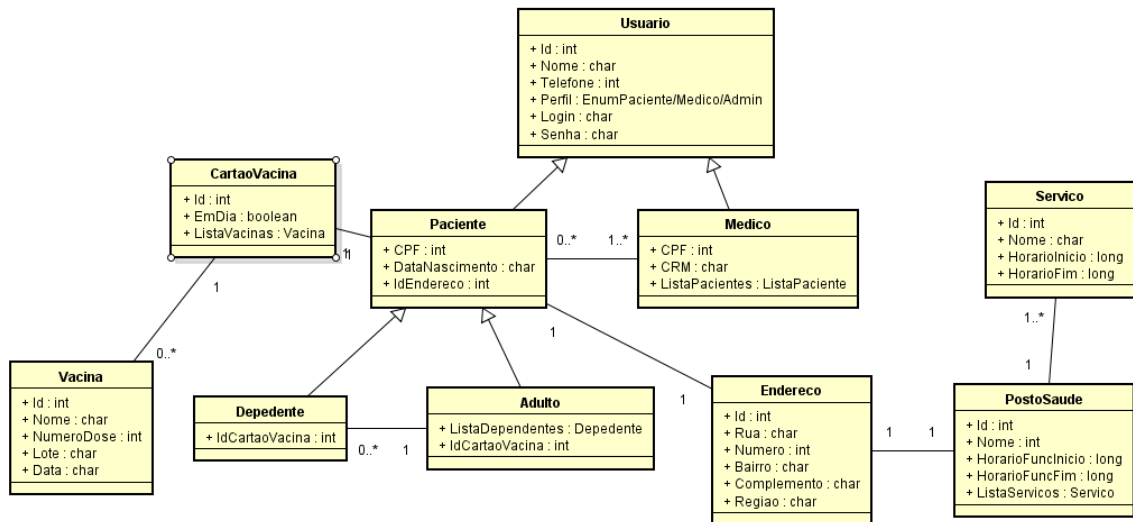 Usuario
+ Id : int
+ Nome : char
+ Telefone : int
+ Perfil : EnumPaciente/Medico/Admin
+ Login : char
+ Senha : char
CartaoVacina
+ Id : int
+ EmDia : boolean
+ ListaVacinas : Vacina
Paciente
+ CPF : int
+ DataNascimento : char
+ IdEndereco : int
0..*
1..*
Medico
+ CPF : int
+ CRM : char
+ ListaPacientes : ListaPaciente
Servico
+ Id : int
+ Nome : char
+ HorarioInicio : long
+ HorarioFim : long
1
0..*
1
1
1..*
1
Vacina
+ Id : int
+ Nome : char
+ NumeroDose : int
+ Lote : char
+ Data : char
Depedente
+ IdCartaoVacina : int
0..*
1
Adulto
+ ListaDependentes : Depedente
+ IdCartaoVacina : int
Endereco
+ Id : int
+ Rua : char
+ Numero : int
+ Bairro : char
+ Complemento : char
+ Regiao : char
1
1
PostoSaude
+ Id : int
+ Nome : int
+ HorarioFuncInicio : long
+ HorarioFuncFim : long
+ ListaServicos : Servico